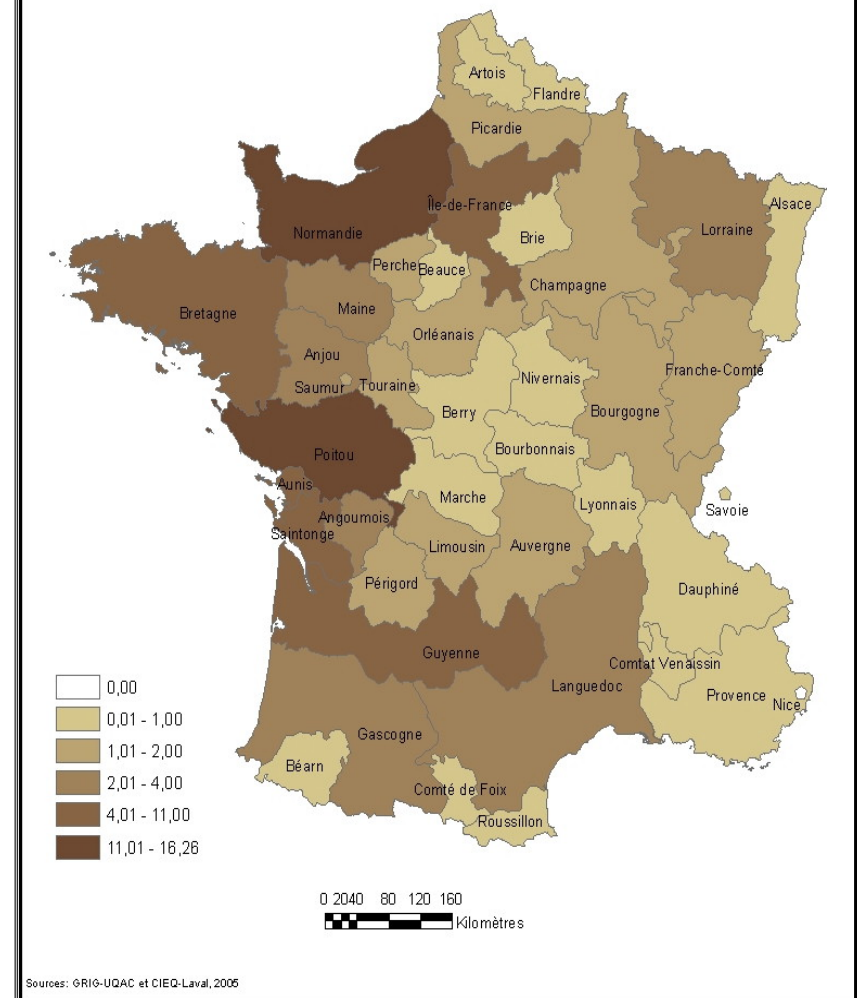 Artois
Flandre
Picardie
Alsace
Île-de-France
Normandie
Lorraine
Brie
Perche
Beauce
Champagne
Bretagne
Maine
Orléanais
Anjou
Franche-Comté
Nivernais
Saumur
Touraine
Berry
Bourgogne
Bourbonnais
Poitou
Aunis
Marche
Lyonnais
Savoie
Angoumois
Saintonge
Limousin
Auvergne
Périgord
Dauphiné
Guyenne
Comtat Venaissin
Languedoc
Provence
Nice
Gascogne
Béarn
Comté de Foix
Roussillon
0,00
0,01 - 1,00
1,01 - 2,00
2,01 - 4,00
4,01 - 11,00
11,01 - 16,26
0 2040 80 120 160
Kilomètres
Sources: GRIG-UQAC et CIEQ-Laval, 2005